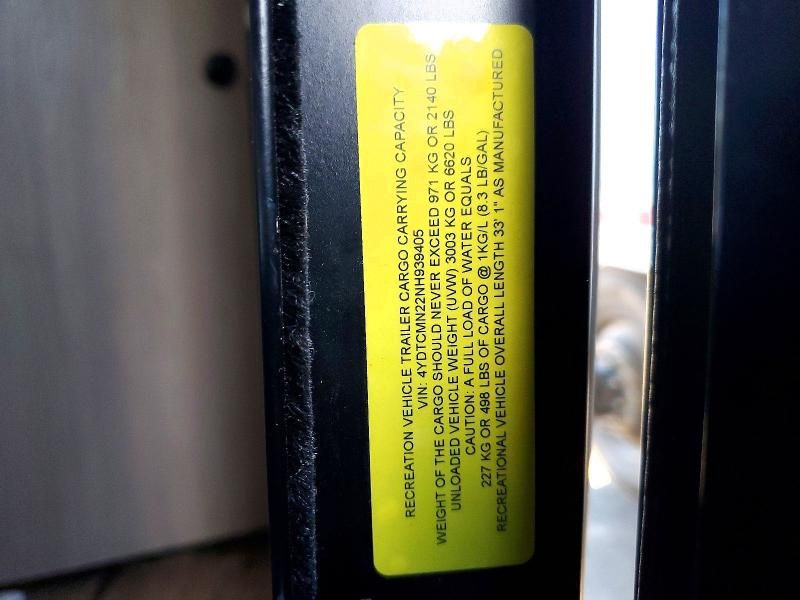 RECREATION VEHICLE TRAILER CARGO CARRYING CAPACITY
VIN: 4YDTCMN22NH939405
WEIGHT OF THE CARGO SHOULD NEVER EXCEED 971 KG OR 2140 LBS
UNLOADED VEHICLE WEIGHT (UVW) 3003 KG OR 6620 LBS
CAUTION: A FULL LOAD OF WATER EQUALS
227 KG OR 498 LBS OF CARGO @ 1KG/L (8.3 LB/GAL)
RECREATIONAL VEHICLE OVERALL LENGTH 33' 1" AS MANUFACTURED